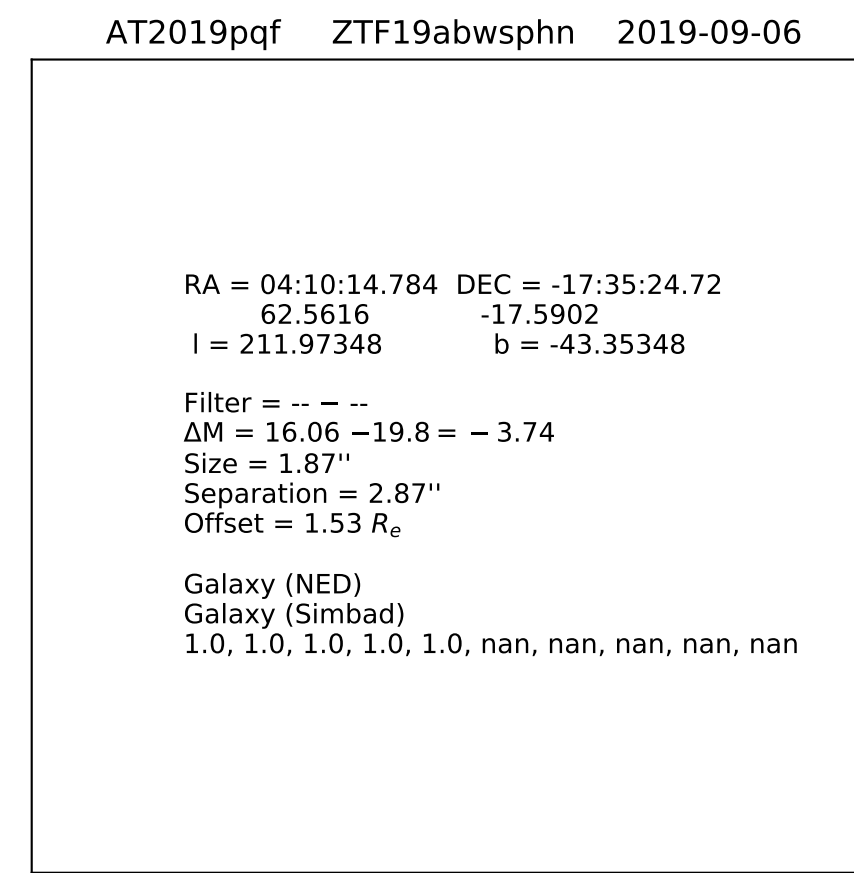 AT2019pqf ZTF19abwsphn 2019-09-06
RA = 04:10:14.784 DEC = -17:35:24.72
62.5616 -17.5902
l = 211.97348 b = -43.35348
Filter = -- − --
ΔM = 16.06 −19.8 = − 3.74
Size = 1.87''
Separation = 2.87''
Offset = 1.53 Re
Galaxy (NED)
Galaxy (Simbad)
1.0, 1.0, 1.0, 1.0, 1.0, nan, nan, nan, nan, nan